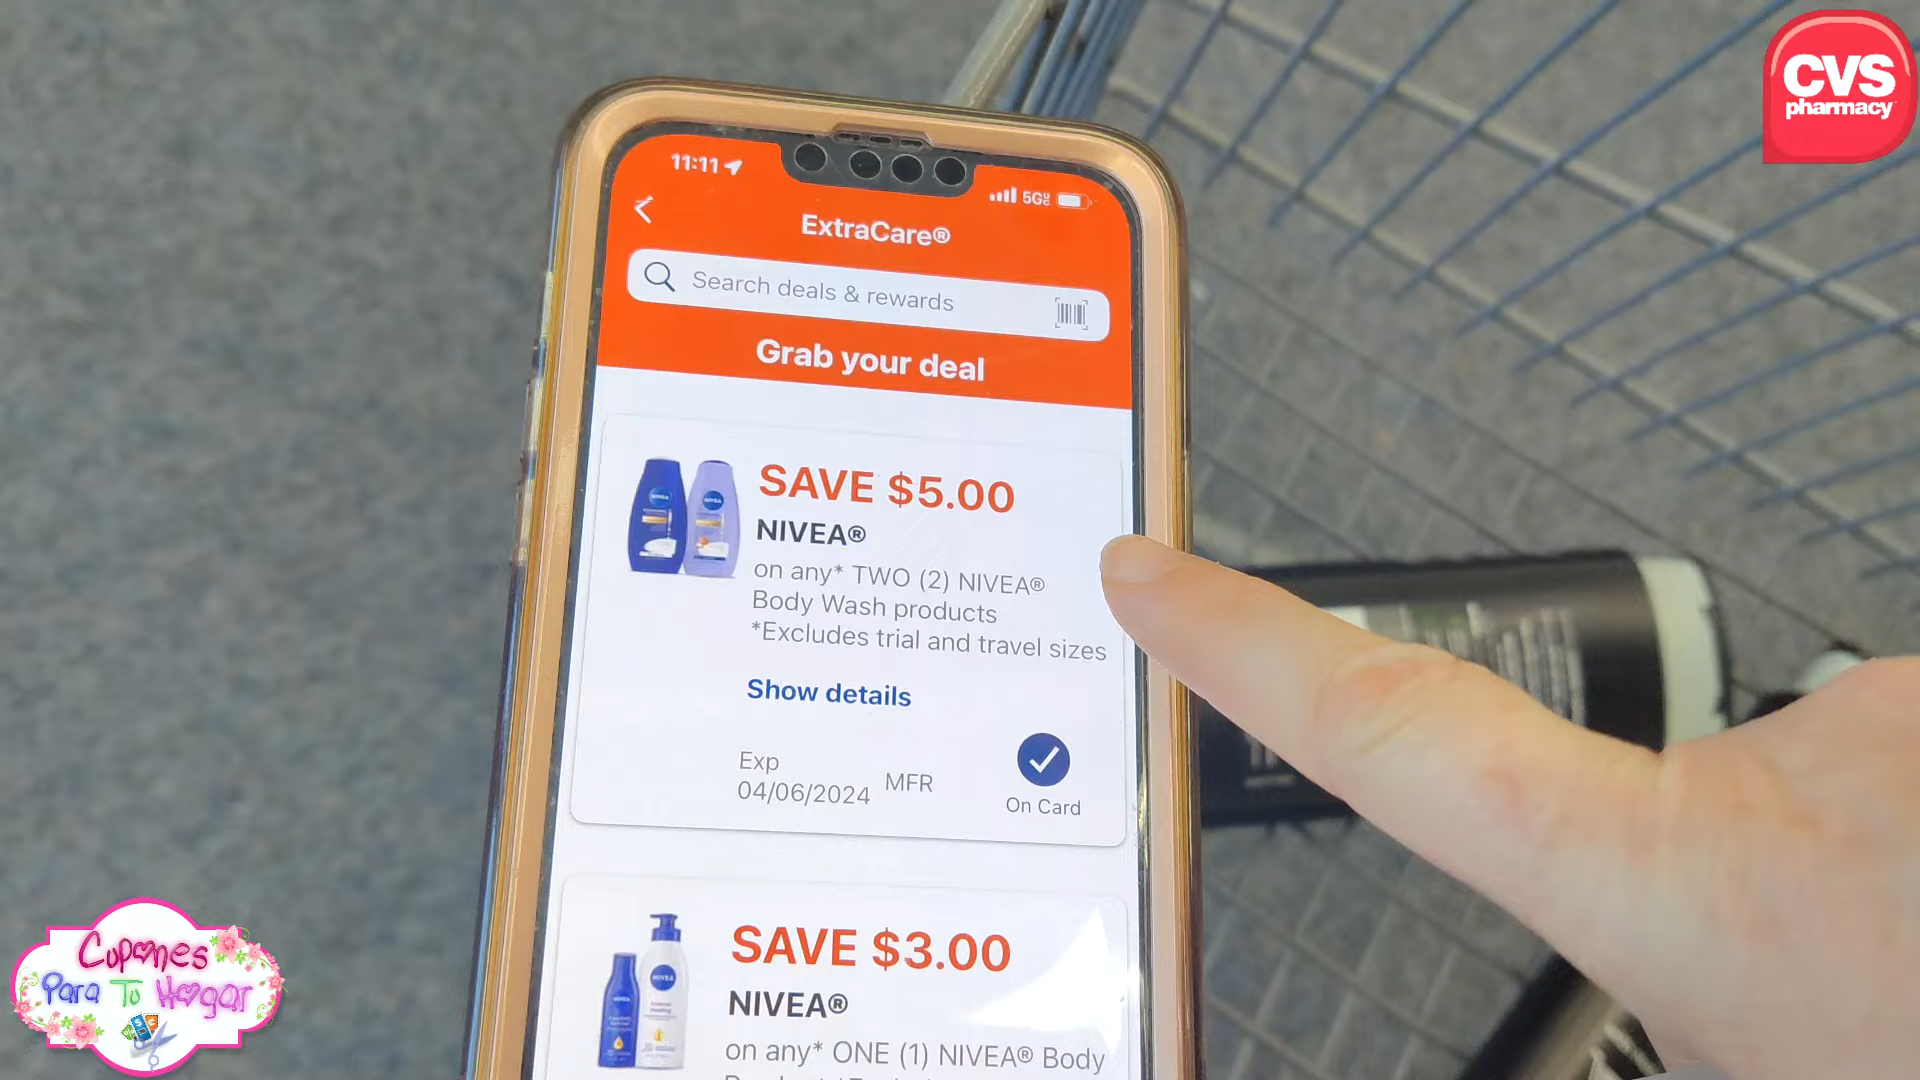 CVS
pharmacy
11:11
5G
ExtraCare®
Search deals & rewards
Grab your deal
SAVE $5.00
NIVEA®
on any* TWO (2) NIVEA®
Body Wash products
*Excludes trial and travel sizes
Show details
Exp
04/06/2024
MFR
On Card
SAVE $3.00
NIVEA®
on any* ONE (1) NIVEA® Body
Cupones
Para Tu Hogar